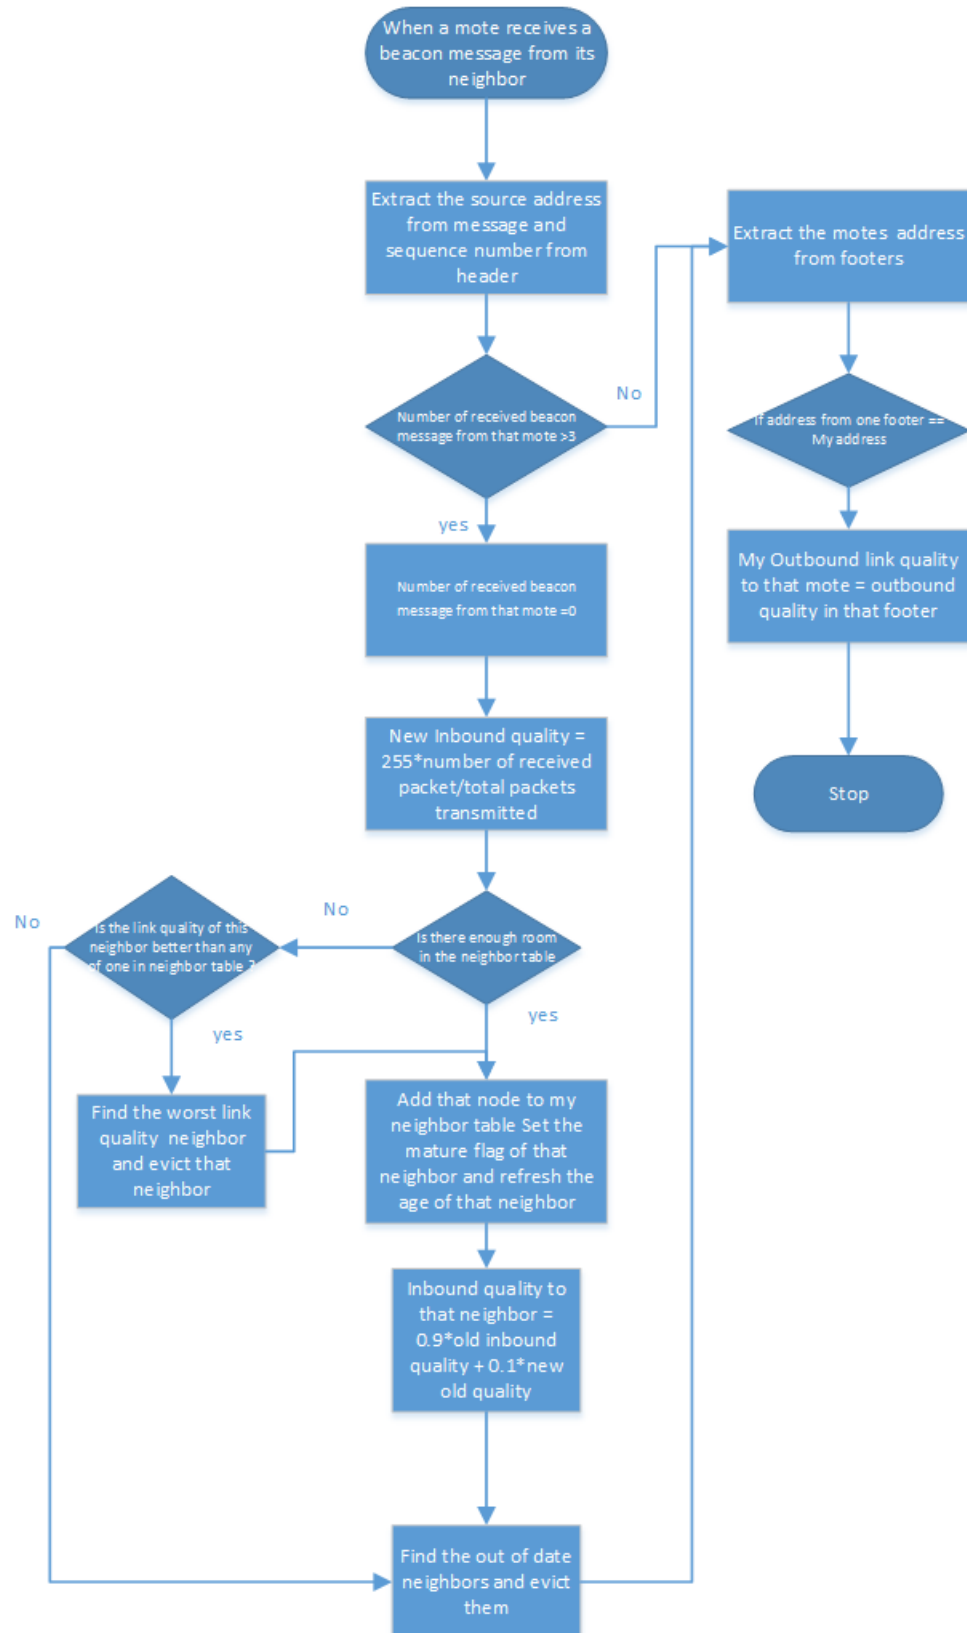 When a mote receives a
beacon message from its
neighbor
Extract the source address
from message and
sequence number from
header
Extract the motes address
from footers
No
Number of received beacon
message from that mote >3
If address from one footer ==
My address
yes
Number of received beacon
message from that mote =0
My Outbound link quality
to that mote = outbound
quality in that footer
New Inbound quality =
255*number of received
packet/total packets
transmitted
Stop
No
No
Is the link quality of this
neighbor better than any
of one in neighbor table ?
Is there enough room
in the neighbor table
yes
yes
Find the worst link
quality neighbor
and evict that
neighbor
Add that node to my
neighbor table Set the
mature flag of that
neighbor and refresh the
age of that neighbor
Inbound quality to
that neighbor =
0.9*old inbound
quality + 0.1*new
old quality
Find the out of date
neighbors and evict
them